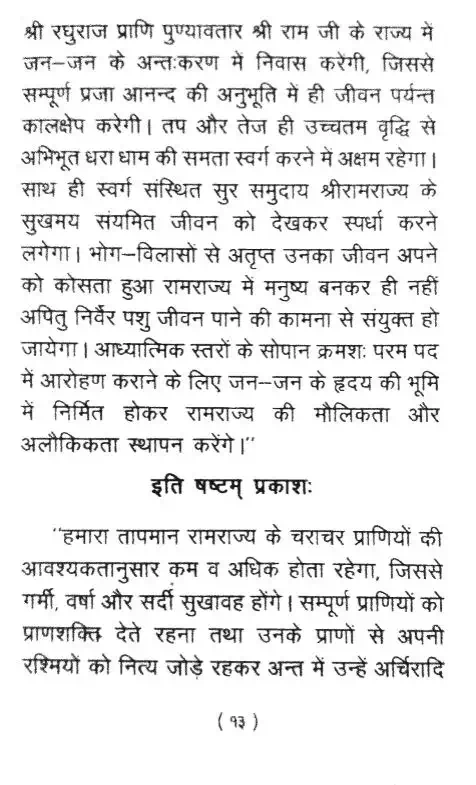 श्री रघुराज प्राणि पुण्यावतार श्री राम जी के राज्य में
जन–जन के अन्तःकरण में निवास करेगी, जिससे
सम्पूर्ण प्रजा आनन्द की अनुभूति में ही जीवन पर्यन्त
कालक्षेप करेगी। तप और तेज ही उच्चतम वृद्धि से
अभिभूत धरा धाम की समता स्वर्ग करने में अक्षम रहेगा।
साथ ही स्वर्ग संस्थित सुर समुदाय श्रीरामराज्य के
सुखमय संयमित जीवन को देखकर स्पर्धा करने
लगेगा। भोग–विलासों से अतृप्त उनका जीवन अपने
को कोसता हुआ रामराज्य में मनुष्य बनकर ही नहीं
अपितु निर्वैर पशु जीवन पाने की कामना से संयुक्त हो
जायेगा। आध्यात्मिक स्तरों के सोपान क्रमशः परम पद
में आरोहण कराने के लिए जन–जन के हृदय की भूमि
में निर्मित होकर रामराज्य की मौलिकता और
अलौकिकता स्थापन करेंगे।"
इति षष्टम् प्रकाशः
"हमारा तापमान रामराज्य के चराचर प्राणियों की
आवश्यकतानुसार कम व अधिक होता रहेगा, जिससे
गर्मी, वर्षा और सर्दी सुखावह होंगे। सम्पूर्ण प्राणियों को
प्राणशक्ति देते रहना तथा उनके प्राणों से अपनी
रश्मियों को नित्य जोड़े रहकर अन्त में उन्हें अर्चिरादि
(१३)